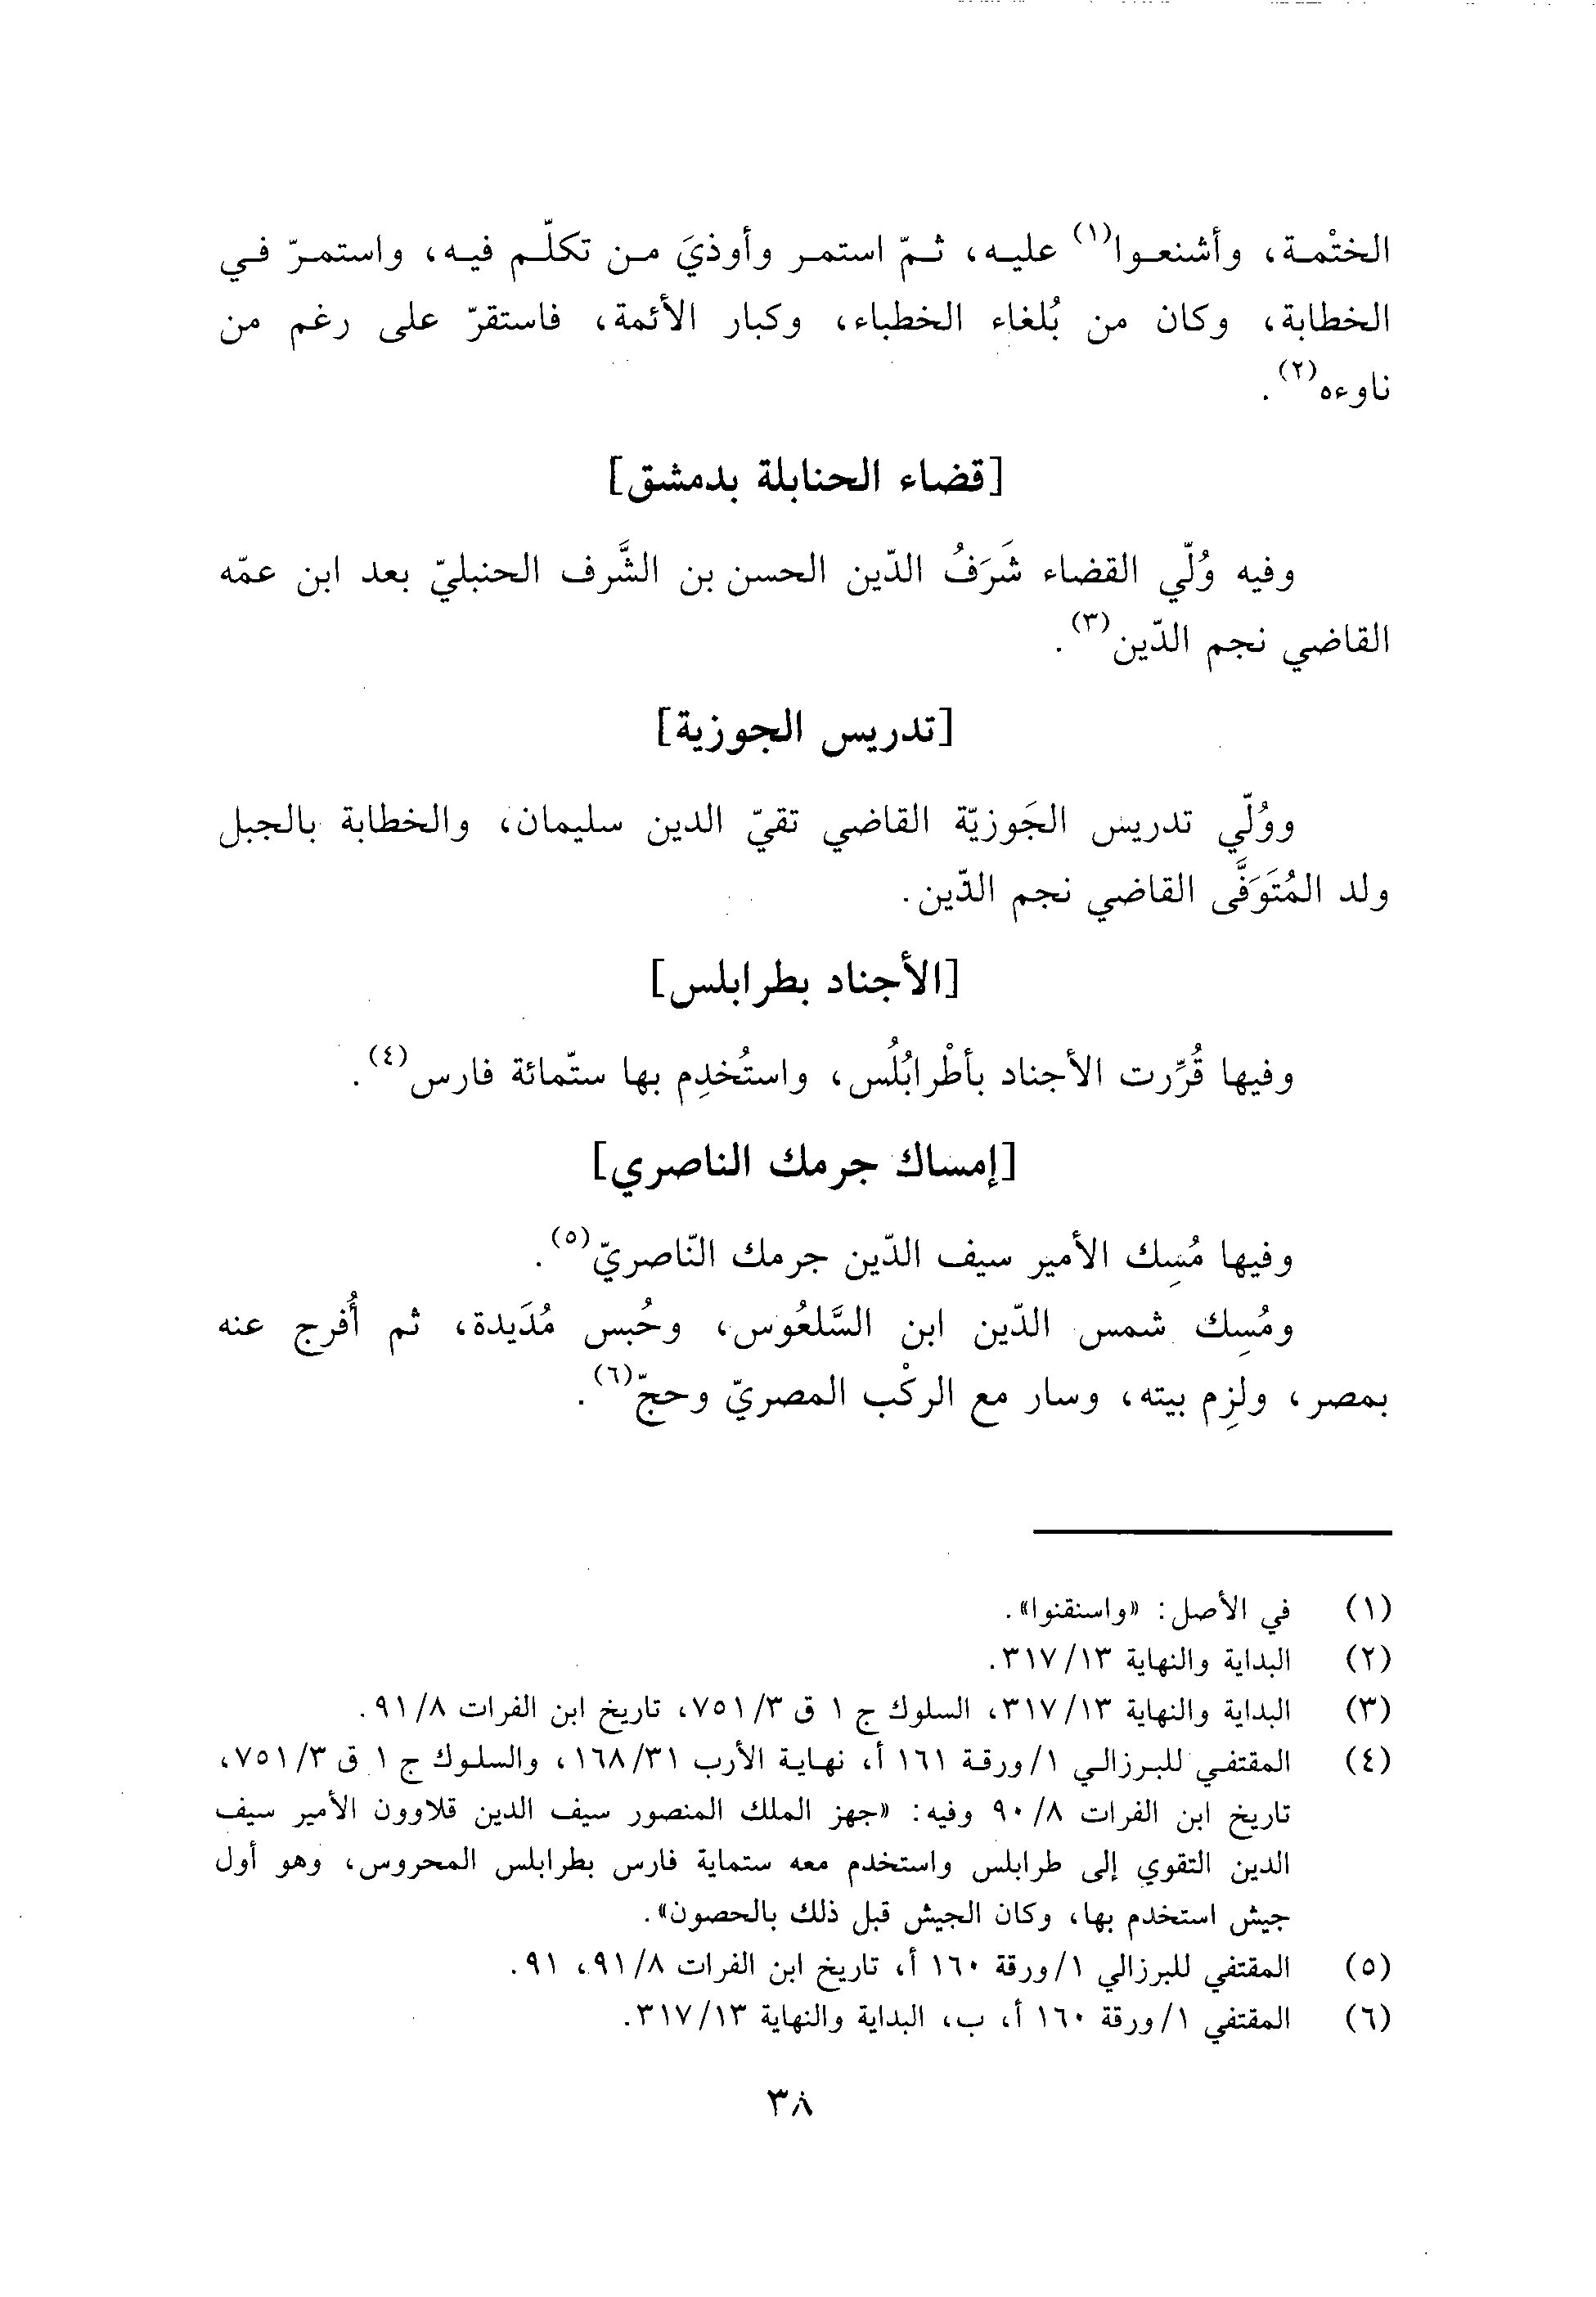 الختْمـة، وأشنعـوا(١) عليـه، ثـمّ استمـر وأوذيَ مـن تكلّـم فيـه، واستمـرّ فـي
الخطابة، وكان من بُلغاء الخطباء، وكبار الأئمة، فاستقرّ على رغم من
ناوءه(٢).
[قضاء الحنابلة بدمشق]
وفيه وُلّي القضاء شَرَفُ الدّين الحسن بن الشَّرف الحنبليّ بعد ابن عمّه
القاضي نجم الدّين(٣).
[تدريس الجوزية]
ووُلّي تدريس الجَوزيّة القاضي تقيّ الدين سليمان، والخطابة بالجبل
ولد المُتَوَفَّى القاضي نجم الدّين.
[الأجناد بطرابلس]
وفيها قُرِّرت الأجناد بأطْرابُلُس، واستُخدِم بها ستّمائة فارس(٤).
[إمساك جرمك الناصري]
وفيها مُسِك الأمير سيف الدّين جرمك النّاصريّ(٥).
ومُسِك شمس الدّين ابن السَّلعُوس، وحُبس مُدَيدة، ثم أُفرج عنه
بمصر، ولزِم بيته، وسار مع الركْب المصريّ وحجّ(٦).
(١) في الأصل: «واسنقنوا».
(٢) البداية والنهاية ٣١٧/١٣.
(٣) البداية والنهاية ٣١٧/١٣، السلوك ج ١ ق ٧٥١/٣، تاريخ ابن الفرات ٩١/٨.
(٤) المقتفي للبرزالي ١/ورقة ١٦١ أ، نهاية الأرب ١٦٨/٣١، والسلوك ج ١ ق ٧٥١/٣،
تاريخ ابن الفرات ٩٠/٨ وفيه: «جهز الملك المنصور سيف الدين قلاوون الأمير سيف
الدين التقوي إلى طرابلس واستخدم معه ستماية فارس بطرابلس المحروس، وهو أول
جيش استخدم بها، وكان الجيش قبل ذلك بالحصون».
(٥) المقتفي للبرزالي ١/ورقة ١٦٠ أ، تاريخ ابن الفرات ٩١/٨، ٩١.
(٦) المقتفي ١/ورقة ١٦٠ أ، ب، البداية والنهاية ٣١٧/١٣.
٣٨